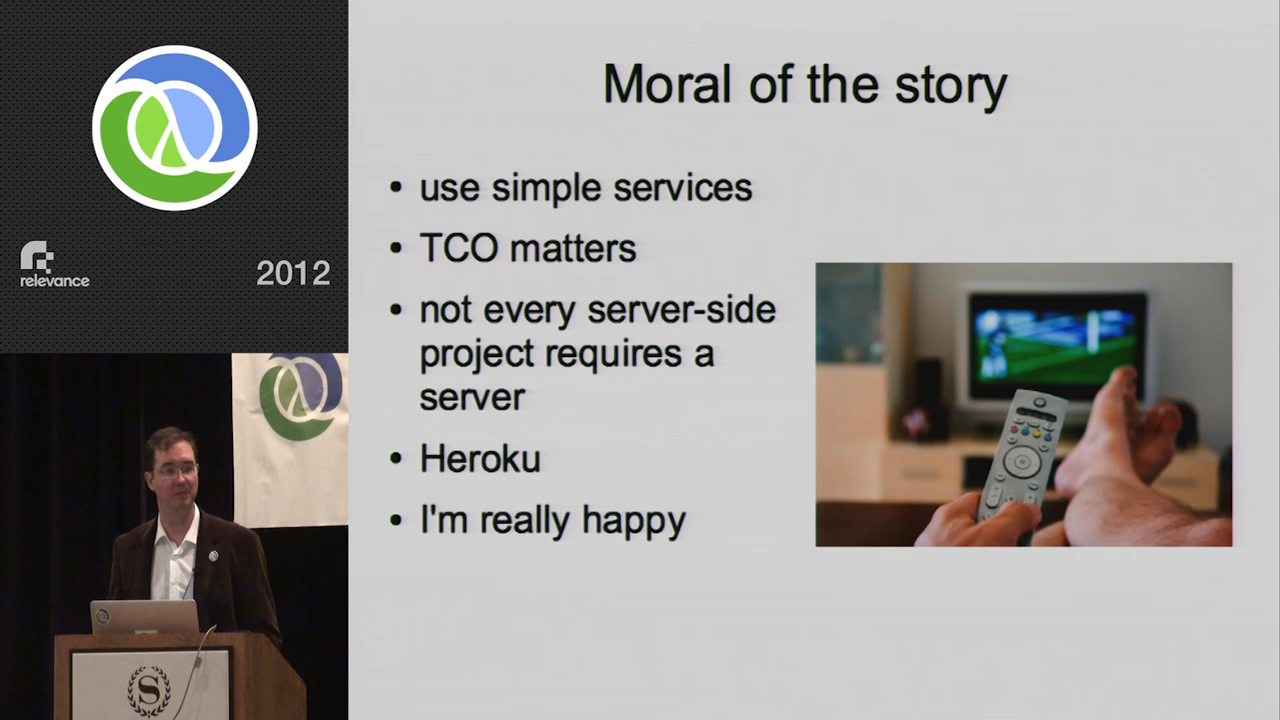 relevance
2012
S
Moral of the story
• use simple services
• TCO matters
• not every server-side
project requires a
server
• Heroku
• I'm really happy